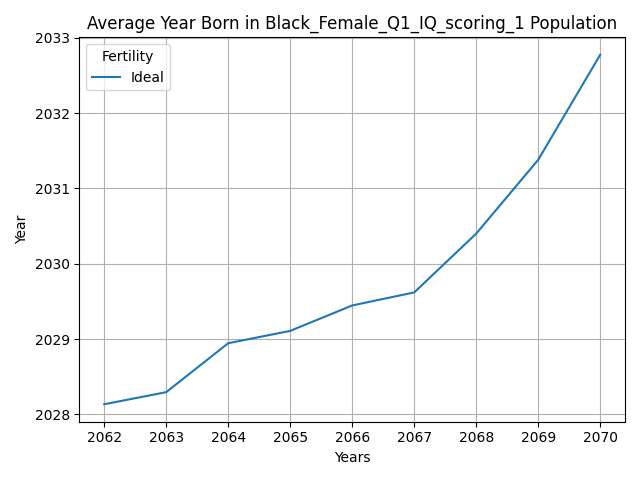 Average Year Born in Black_Female_Q1_IQ_scoring_1 Population
Fertility
Ideal
Year
2033
2032
2031
2030
2029
2028
2062 2063 2064 2065 2066 2067 2068 2069 2070
Years